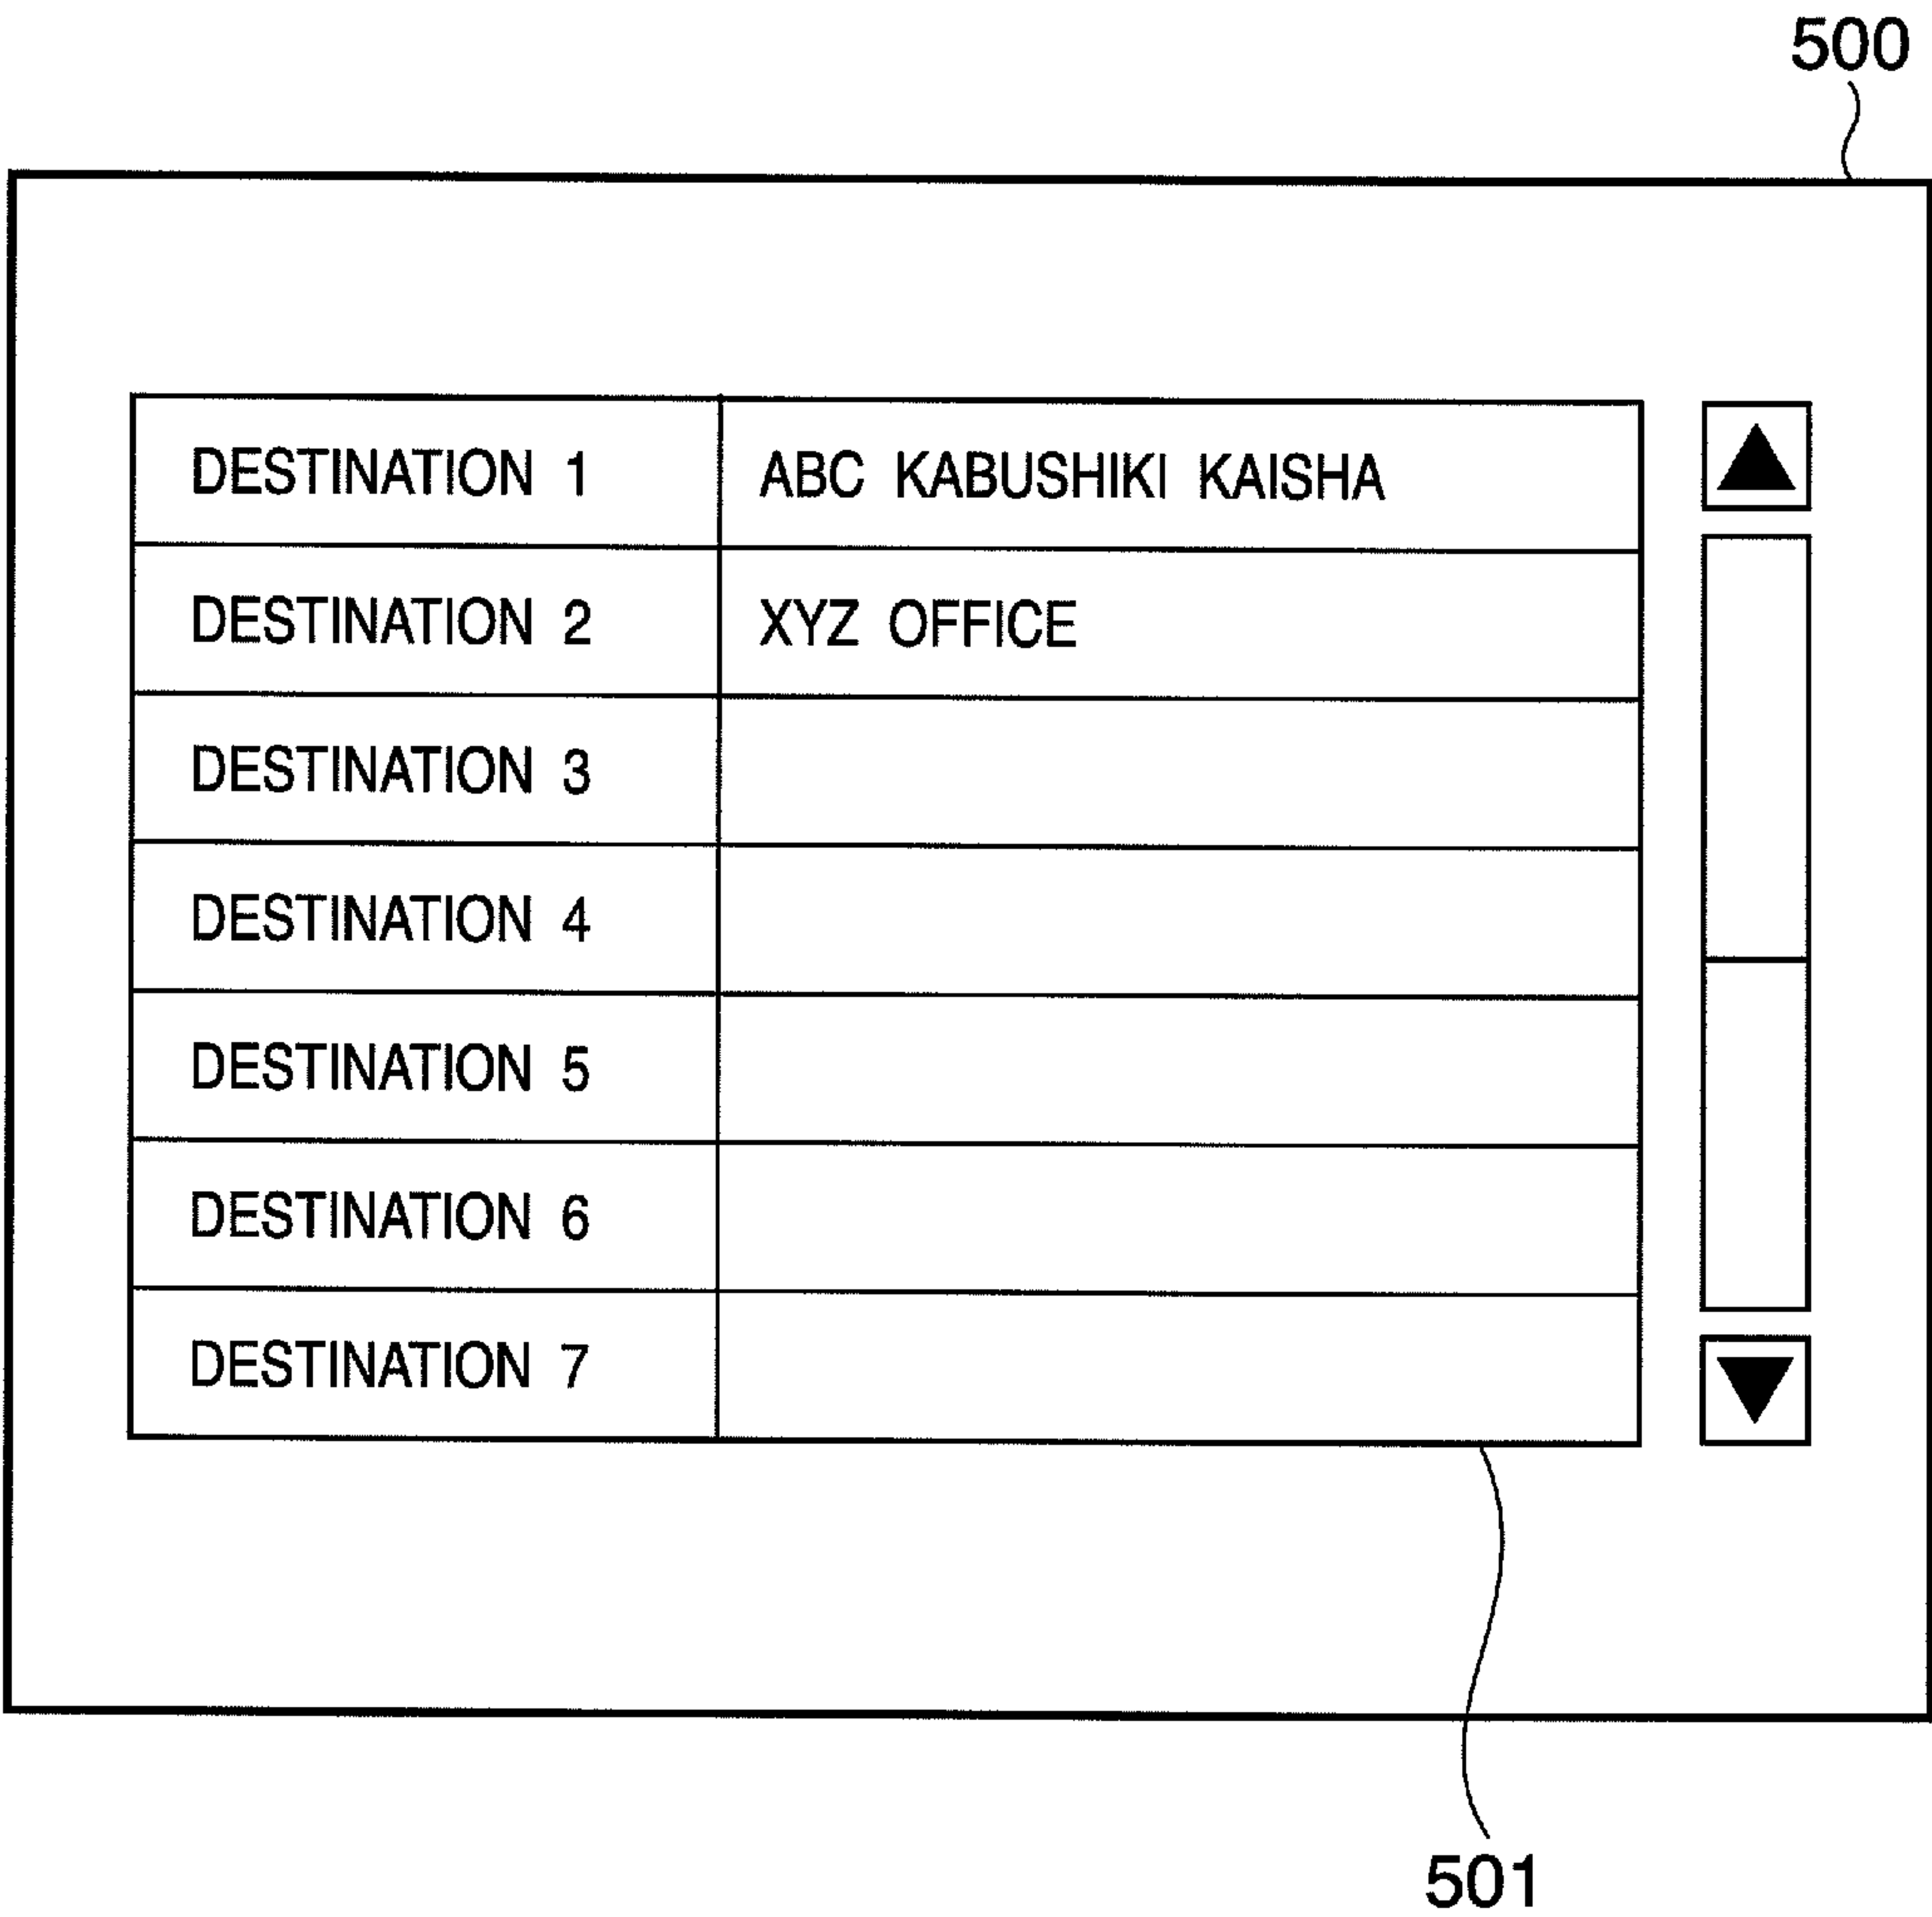 500
DESTINATION 1 ABC KABUSHIKI KAISHA
DESTINATION 2 XYZ OFFICE
DESTINATION 3
DESTINATION 4
DESTINATION 5
DESTINATION 6
DESTINATION 7
501